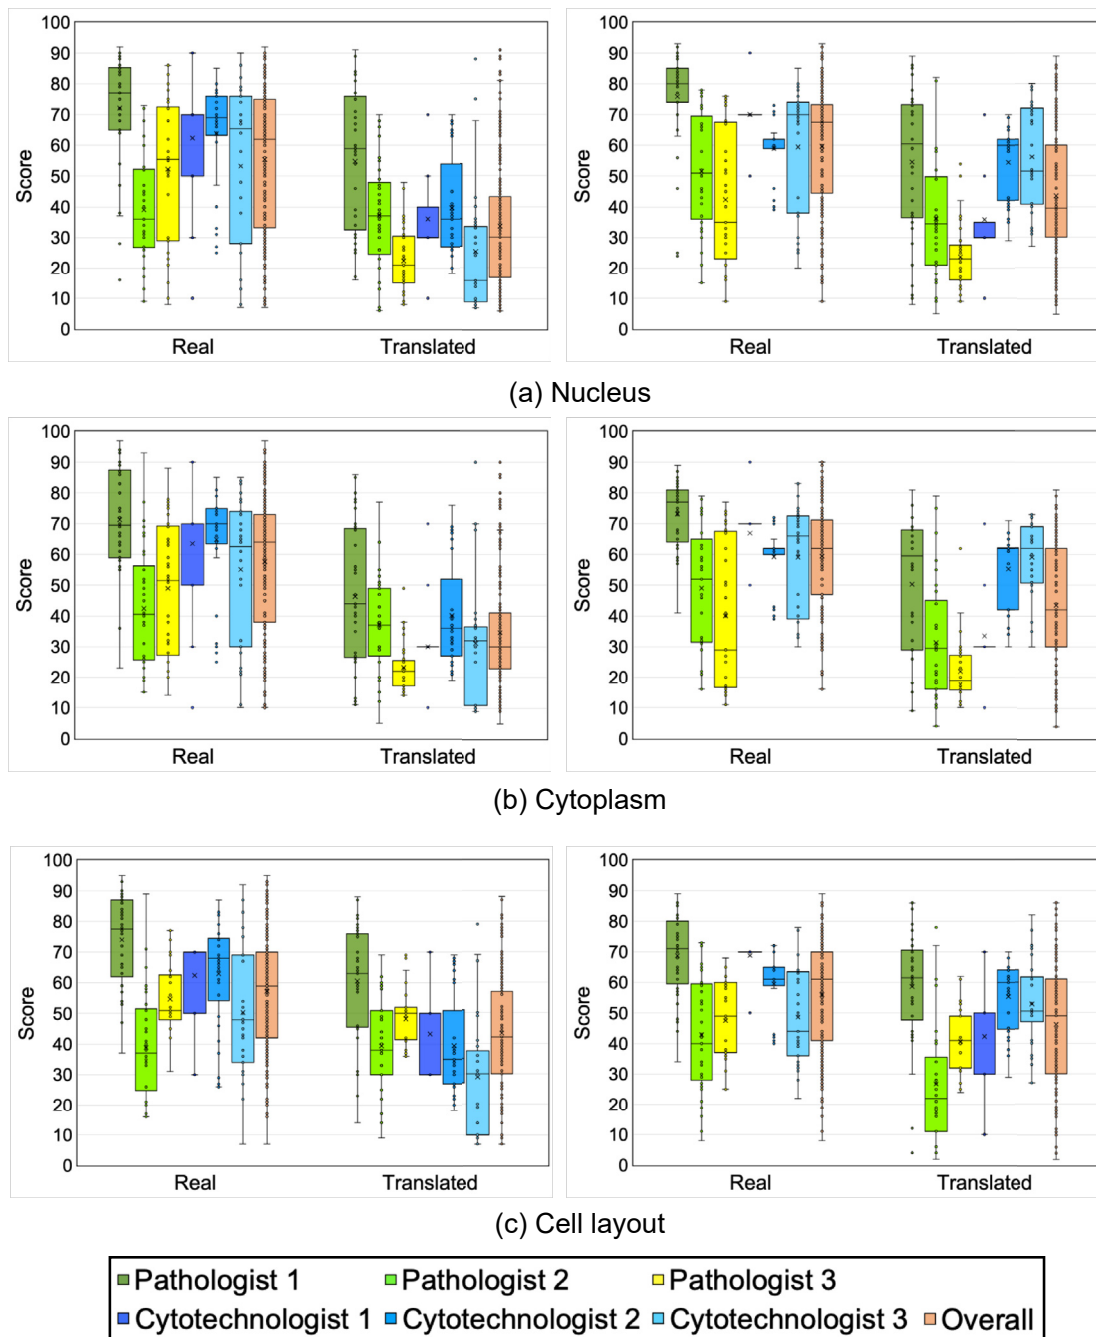 100
90
80
70
60
50
40
30
20
10
0
Score
Real
Translated
100
90
80
70
60
50
40
30
20
10
0
Score
Real
Translated
(a) Nucleus
100
90
80
70
60
50
40
30
20
10
0
Score
Real
Translated
100
90
80
70
60
50
40
30
20
10
0
Score
Real
Translated
(b) Cytoplasm
100
90
80
70
60
50
40
30
20
10
0
Score
Real
Translated
100
90
80
70
60
50
40
30
20
10
0
Score
Real
Translated
(c) Cell layout
Pathologist 1 Pathologist 2 Pathologist 3
Cytotechnologist 1 Cytotechnologist 2 Cytotechnologist 3 Overall